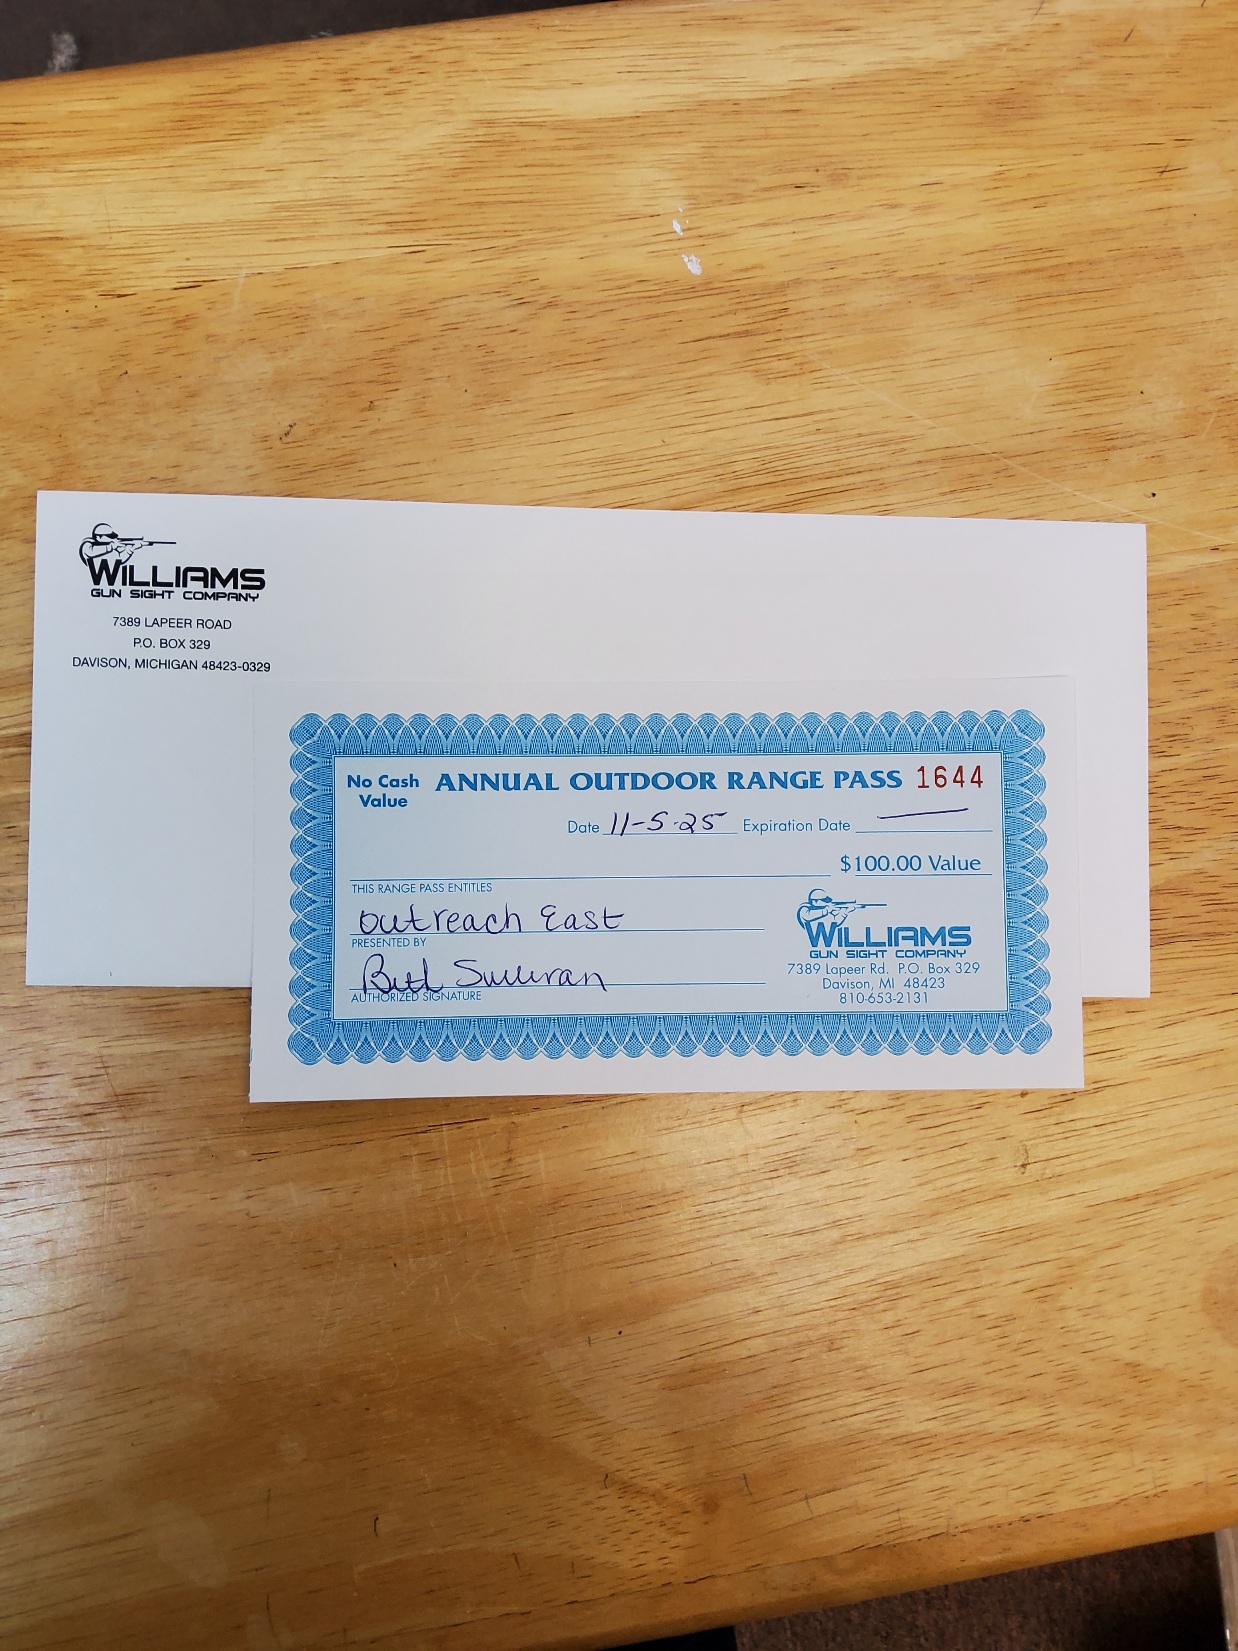 WILLIAMS
GUN SIGHT COMPANY
7389 LAPEER ROAD
P.O. BOX 329
DAVISON, MICHIGAN 48423-0329
No Cash Value
ANNUAL OUTDOOR RANGE PASS 1644
Date 11-5-25 Expiration Date
$100.00 Value
THIS RANGE PASS ENTITLES
Outreach East
PRESENTED BY
Beth Sullivan
AUTHORIZED SIGNATURE
WILLIAMS
GUN SIGHT COMPANY
7389 Lapeer Rd. P.O. Box 329
Davison, MI 48423
810-653-2131